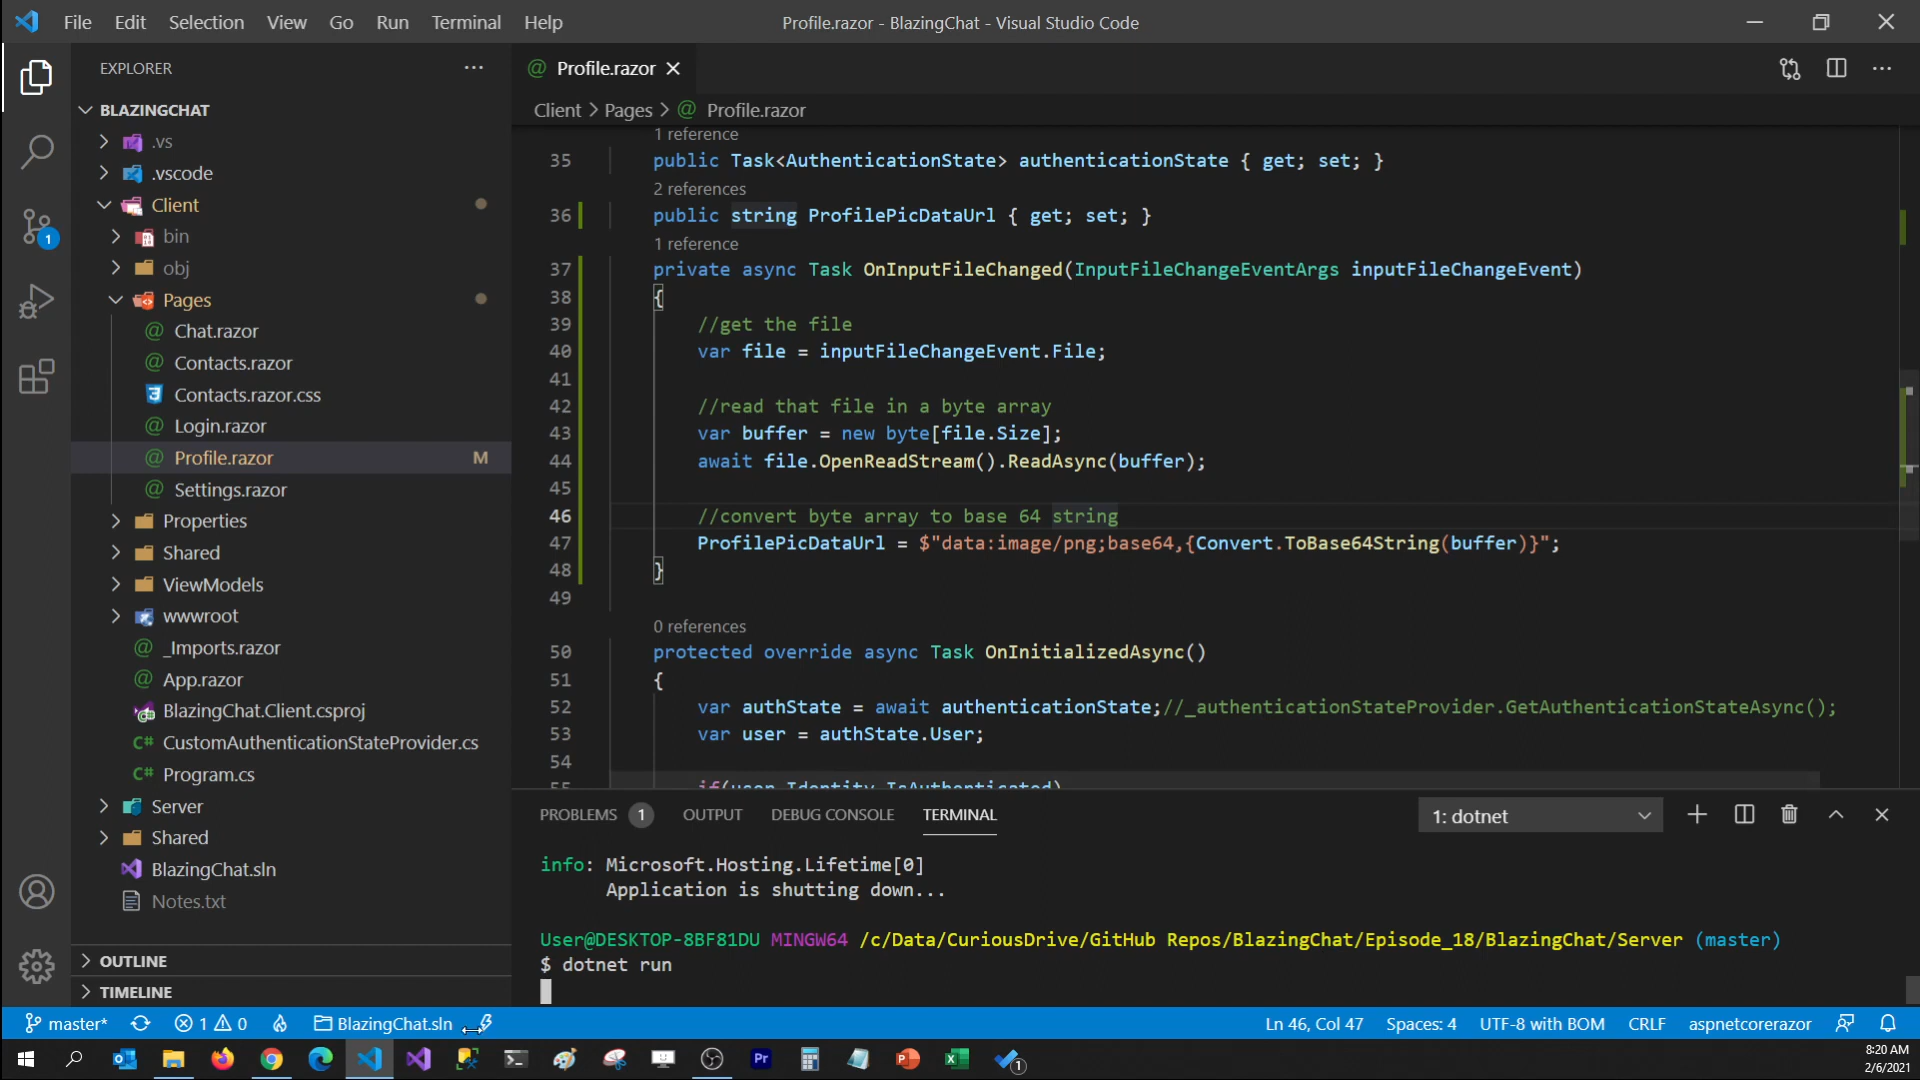 File Edit Selection View Go Run Terminal Help
Profile.razor - BlazingChat - Visual Studio Code
EXPLORER
BLAZINGCHAT
.vs
.vscode
Client
bin
obj
Pages
Chat.razor
Contacts.razor
Contacts.razor.css
Login.razor
Profile.razor M
Settings.razor
Properties
Shared
ViewModels
wwwroot
_Imports.razor
App.razor
BlazingChat.Client.csproj
C# CustomAuthenticationStateProvider.cs
C# Program.cs
Server
Shared
BlazingChat.sln
Notes.txt
OUTLINE
TIMELINE
1
@ Profile.razor
Client > Pages > @ Profile.razor
1 reference
35 public Task<AuthenticationState> authenticationState { get; set; }
2 references
36 public string ProfilePicDataUrl { get; set; }
1 reference
37 private async Task OnInputFileChanged(InputFileChangeEventArgs inputFileChangeEvent)
38 {
39 //get the file
40 var file = inputFileChangeEvent.File;
41
42 //read that file in a byte array
43 var buffer = new byte[file.Size];
44 await file.OpenReadStream().ReadAsync(buffer);
45
46 //convert byte array to base 64 string
47 ProfilePicDataUrl = $"data:image/png;base64,{Convert.ToBase64String(buffer)}";
48 }
49
0 references
50 protected override async Task OnInitializedAsync()
51 {
52 var authState = await authenticationState;//_authenticationStateProvider.GetAuthenticationStateAsync();
53 var user = authState.User;
54
55 if(user.Identity.IsAuthenticated)
PROBLEMS 1 OUTPUT DEBUG CONSOLE TERMINAL 1: dotnet
info: Microsoft.Hosting.Lifetime[0]
Application is shutting down...
User@DESKTOP-8BF81DU MINGW64 /c/Data/CuriousDrive/GitHub Repos/BlazingChat/Episode_18/BlazingChat/Server (master)
$ dotnet run
master* 1 0 BlazingChat.sln Ln 46, Col 47 Spaces: 4 UTF-8 with BOM CRLF aspnetcorerazor
Pr
1
8:20 AM
2/6/2021